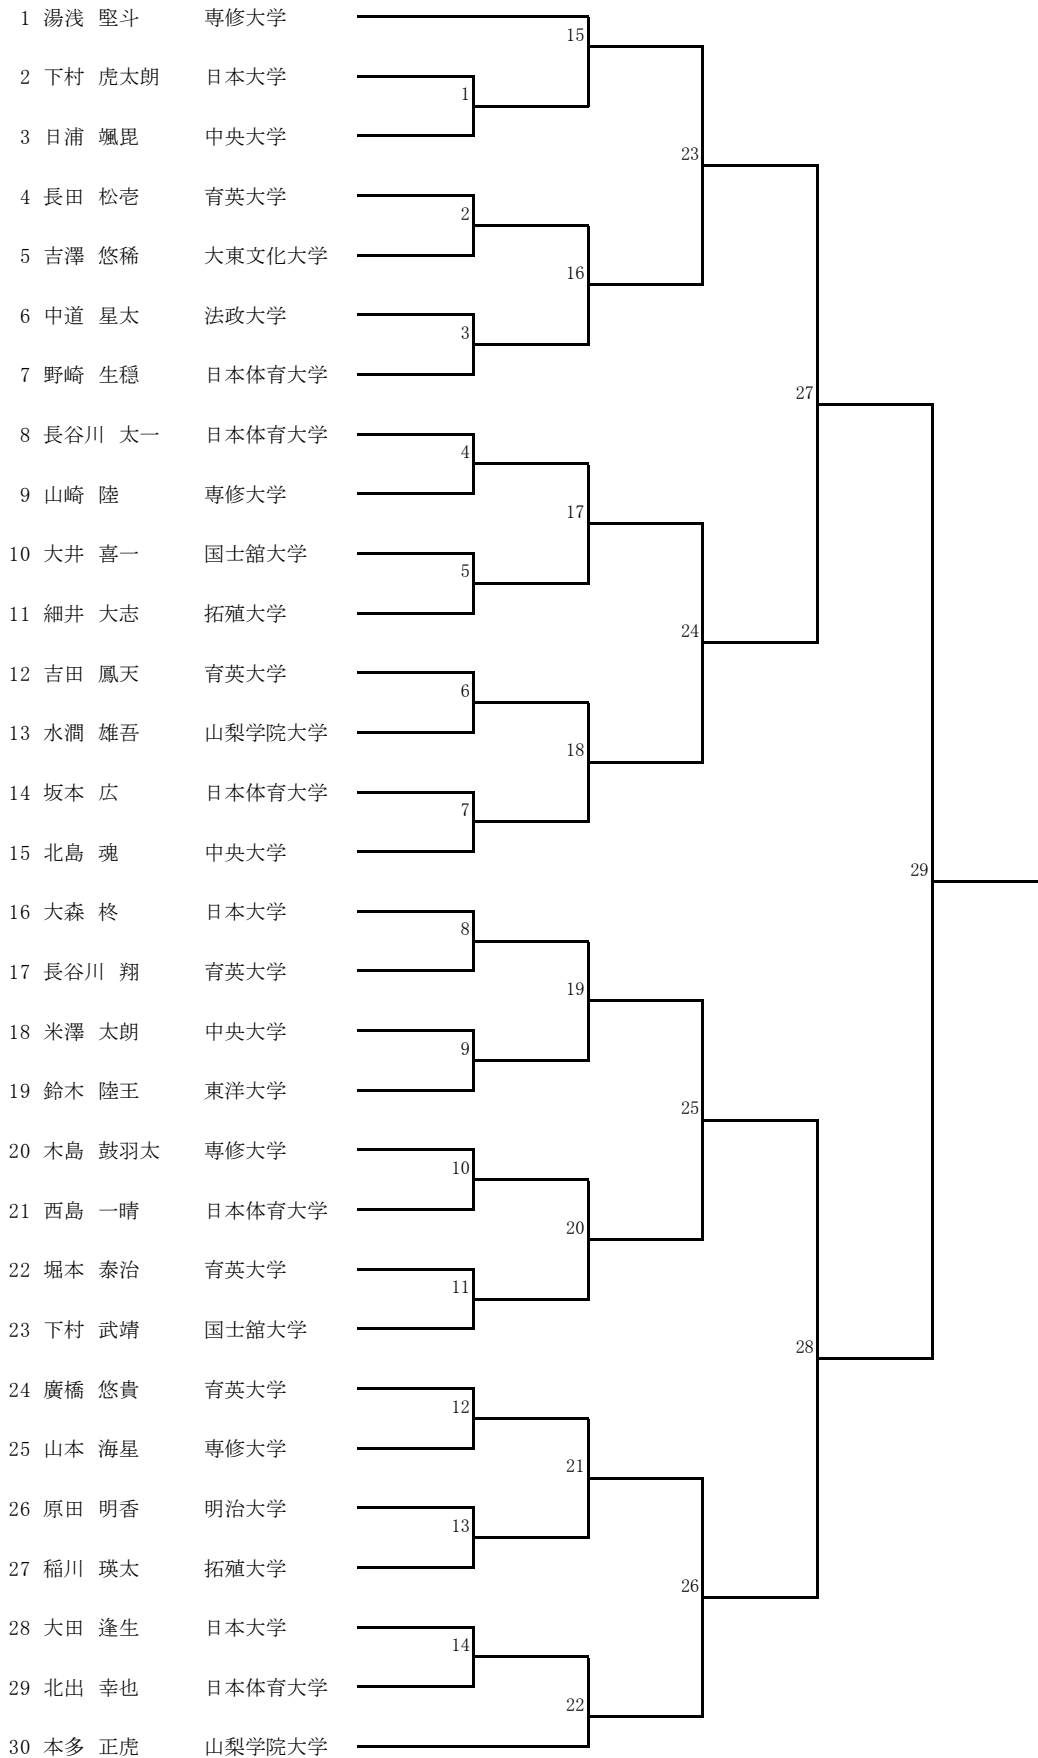 1 湯浅 堅斗 専修大学
15
2 下村 虎太朗 日本大学
1
3 日浦 颯毘 中央大学
23
4 長田 松壱 育英大学
2
5 吉澤 悠稀 大東文化大学
16
6 中道 星太 法政大学
3
7 野崎 生穏 日本体育大学
27
8 長谷川 太一 日本体育大学
4
9 山崎 陸 専修大学
17
10 大井 喜一 国士舘大学
5
11 細井 大志 拓殖大学
24
12 吉田 鳳天 育英大学
6
13 水澗 雄吾 山梨学院大学
18
14 坂本 広 日本体育大学
7
15 北島 魂 中央大学
29
16 大森 柊 日本大学
8
17 長谷川 翔 育英大学
19
18 米澤 太朗 中央大学
9
19 鈴木 陸王 東洋大学
25
20 木島 鼓羽太 専修大学
10
21 西島 一晴 日本体育大学
20
22 堀本 泰治 育英大学
11
23 下村 武靖 国士舘大学
28
24 廣橋 悠貴 育英大学
12
25 山本 海星 専修大学
21
26 原田 明香 明治大学
13
27 稲川 瑛太 拓殖大学
26
28 大田 逢生 日本大学
14
29 北出 幸也 日本体育大学
22
30 本多 正虎 山梨学院大学